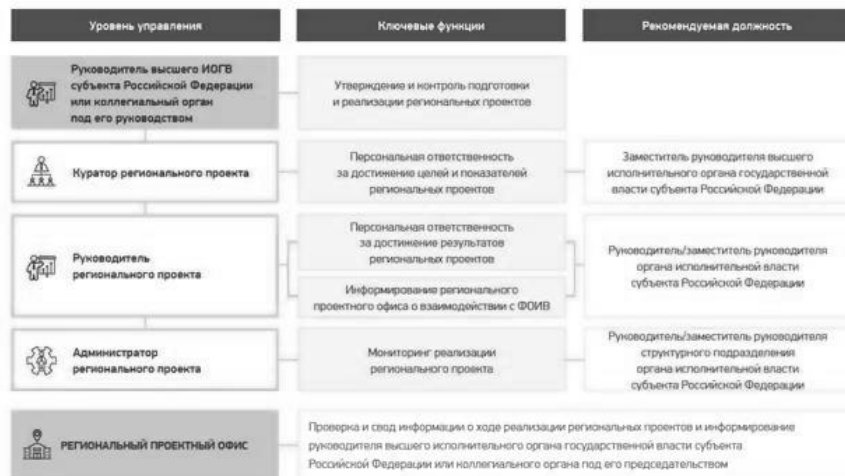 Уровень управления
Ключевые функции
Рекомендуемая должность
Руководитель высшего ИОГВ
субъекта Российской Федерации
или коллегиальный орган
под его руководством
Утверждение и контроль подготовки
и реализации региональных проектов
Куратор регионального проекта
Персональная ответственность
за достижение целей и показателей
региональных проектов
Заместитель руководителя высшего
исполнительного органа государственной
власти субъекта Российской Федерации
Руководитель
регионального проекта
Персональная ответственность
за достижение результатов
региональных проектов
Информирование регионального
проектного офиса о взаимодействии с ФОИВ
Руководитель/заместитель руководителя
органа исполнительной власти
субъекта Российской Федерации
Администратор
регионального проекта
Мониторинг реализации
регионального проекта
Руководитель/заместитель руководителя
структурного подразделения
органа исполнительной власти
субъекта Российской Федерации
РЕГИОНАЛЬНЫЙ ПРОЕКТНЫЙ ОФИС
Проверка и свод информации о ходе реализации региональных проектов и информирование
руководителя высшего исполнительного органа государственной власти субъекта
Российской Федерации или коллегиального органа под его председательством